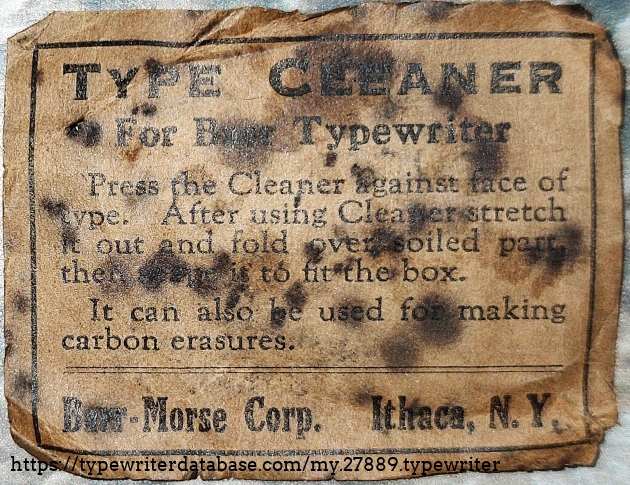 TYPE CLEANER
For Barr Typewriter
Press the Cleaner against face of
type. After using Cleaner stretch
it out and fold over soiled part,
then it to fit the box.
It can also be used for making
carbon erasures.
Barr-Morse Corp. Ithaca, N. Y.
https://typewriterdatabase.com/my.27889.typewriter